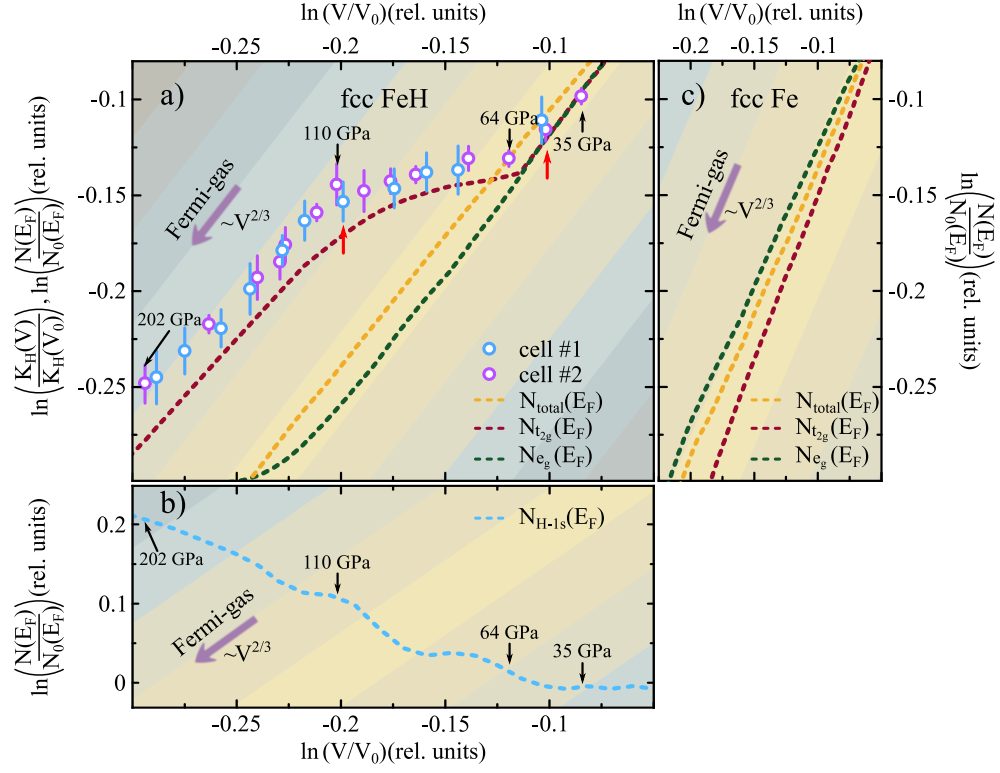 ln (V/V₀) (rel. units)
ln (V/V₀) (rel. units)
-0.25
-0.2
-0.15
-0.1
-0.2
-0.15
-0.1
a)
fcc FeH
c)
fcc Fe
110 GPa
64 GPa
35 GPa
202 GPa
Fermi-gas
~V^2/3
Fermi-gas
~V^2/3
-0.1
-0.15
-0.2
-0.25
-0.1
-0.15
-0.2
-0.25
ln(K_H(V)/K_H(V₀)), ln(N(E_F)/N₀(E_F)) (rel. units)
ln(N(E_F)/N₀(E_F)) (rel. units)
cell #1
cell #2
N_total(E_F)
N_t2g(E_F)
N_eg(E_F)
N_total(E_F)
N_t2g(E_F)
N_eg(E_F)
b)
N_H-1s(E_F)
202 GPa
110 GPa
64 GPa
35 GPa
Fermi-gas
~V^2/3
0.2
0.1
0
ln(N(E_F)/N₀(E_F)) (rel. units)
-0.25
-0.2
-0.15
-0.1
ln (V/V₀) (rel. units)